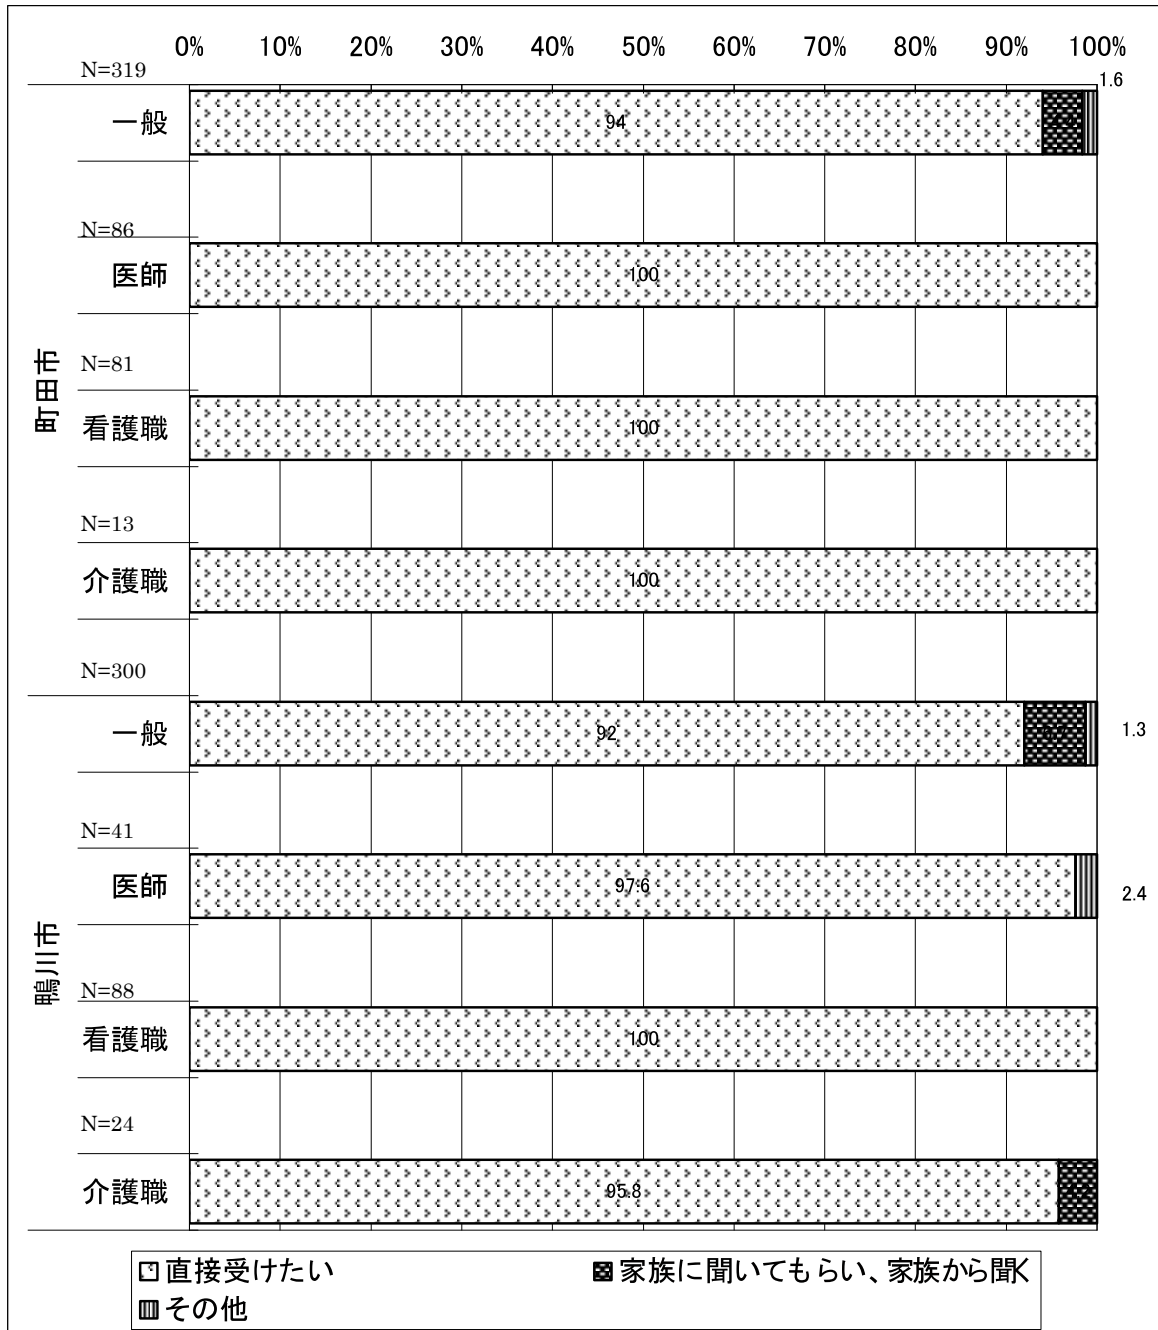 0% 10% 20% 30% 40% 50% 60% 70% 80% 90% 100%
N=319
1.6
一般
94
N=86
医師
100
町田市
N=81
看護職
100
N=13
介護職
100
N=300
一般
92
1.3
N=41
医師
97.6
2.4
鴨川市
N=88
看護職
100
N=24
介護職
95.8
直接受けたい
家族に聞いてもらい、家族から聞く
その他